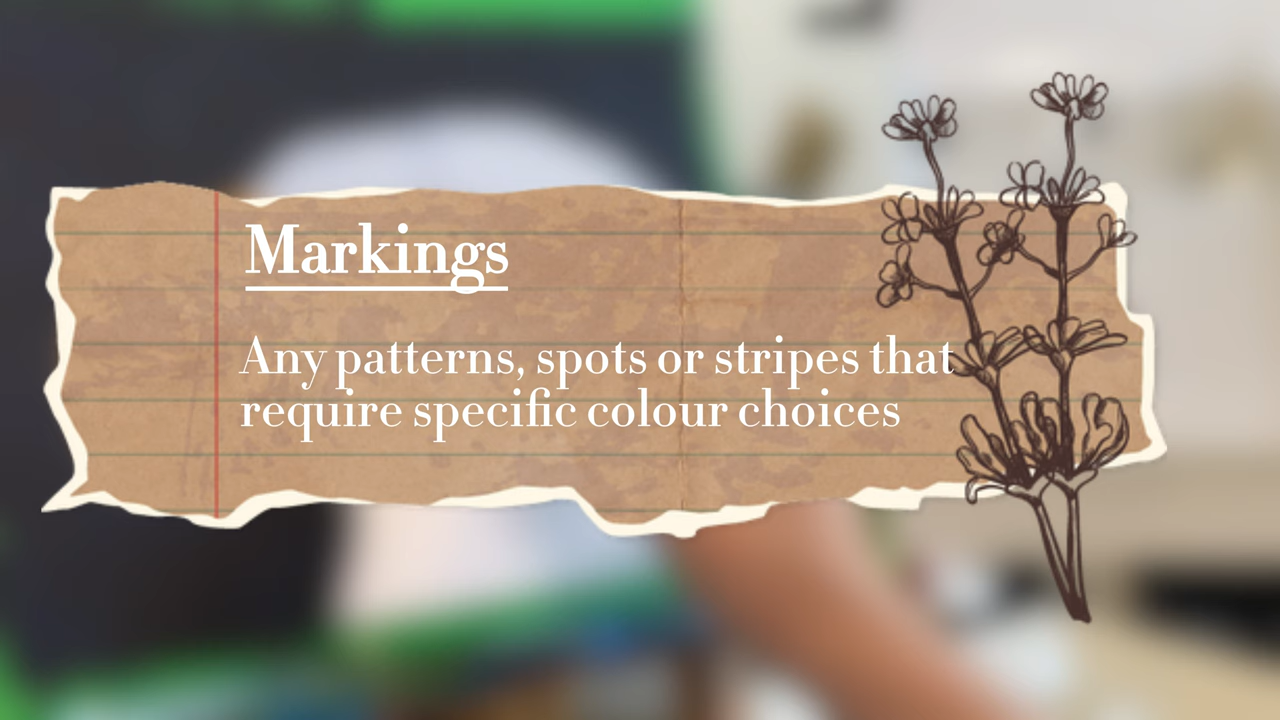 Markings
Any patterns, spots or stripes that
require specific colour choices